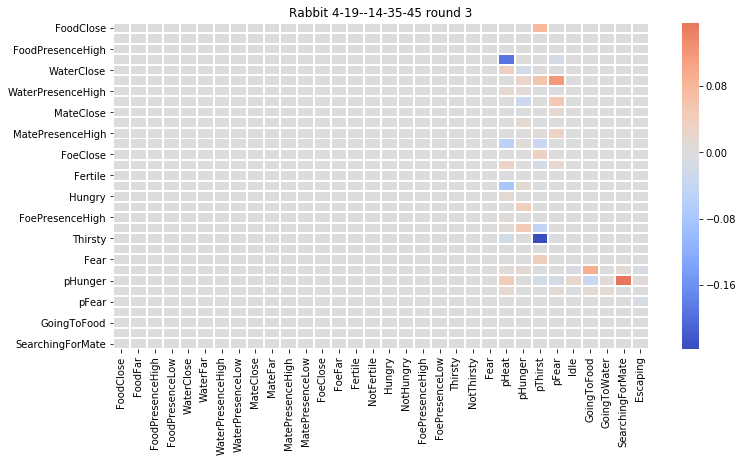 Rabbit 4-19--14-35-45 round 3
FoodClose
FoodPresenceHigh
WaterClose
WaterPresenceHigh
MateClose
MatePresenceHigh
FoeClose
Fertile
Hungry
FoePresenceHigh
Thirsty
Fear
pHunger
pFear
GoingToFood
SearchingForMate
0.08
0.00
−0.08
−0.16
FoodClose
FoodFar
FoodPresenceHigh
FoodPresenceLow
WaterClose
WaterFar
WaterPresenceHigh
WaterPresenceLow
MateClose
MateFar
MatePresenceHigh
MatePresenceLow
FoeClose
FoeFar
Fertile
NotFertile
Hungry
NotHungry
FoePresenceHigh
FoePresenceLow
Thirsty
NotThirsty
Fear
pHeat
pHunger
pThirst
pFear
Idle
GoingToFood
GoingToWater
SearchingForMate
Escaping